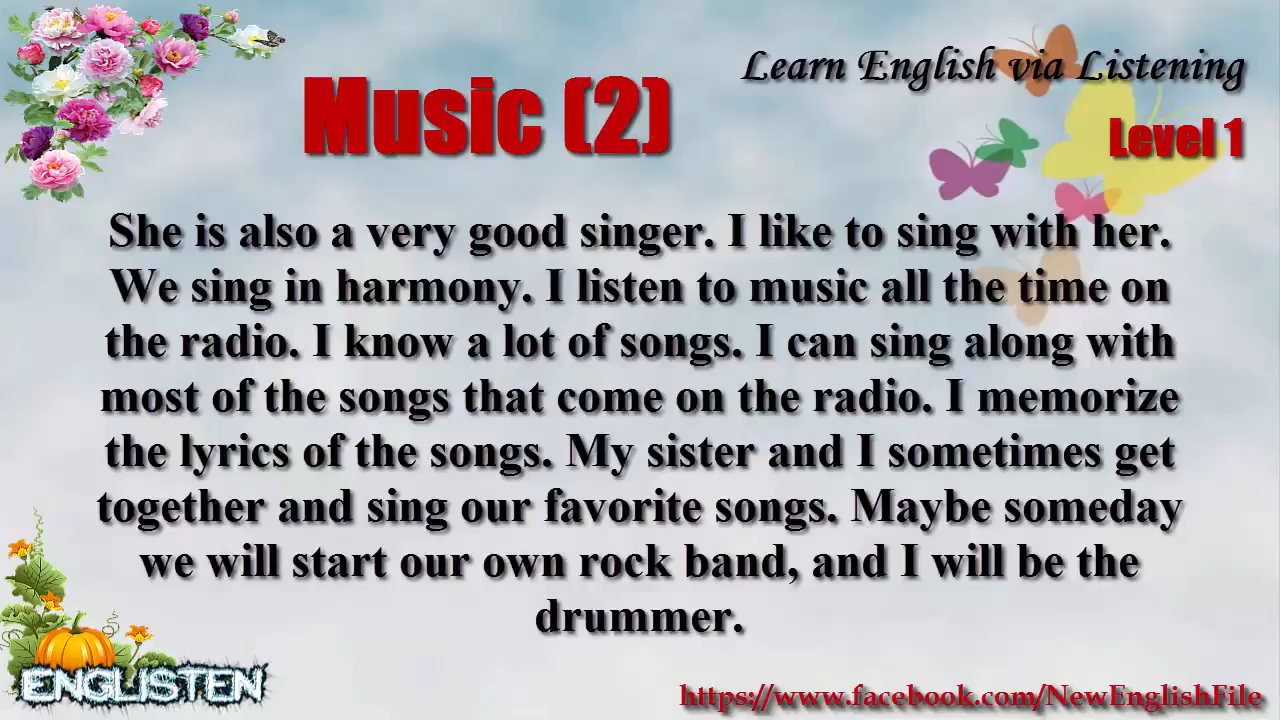 Learn English via Listening
Music (2)
Level 1
She is also a very good singer. I like to sing with her.
We sing in harmony. I listen to music all the time on
the radio. I know a lot of songs. I can sing along with
most of the songs that come on the radio. I memorize
the lyrics of the songs. My sister and I sometimes get
together and sing our favorite songs. Maybe someday
we will start our own rock band, and I will be the
drummer.
ENGLISTEN
https://www.facebook.com/NewEnglishFile